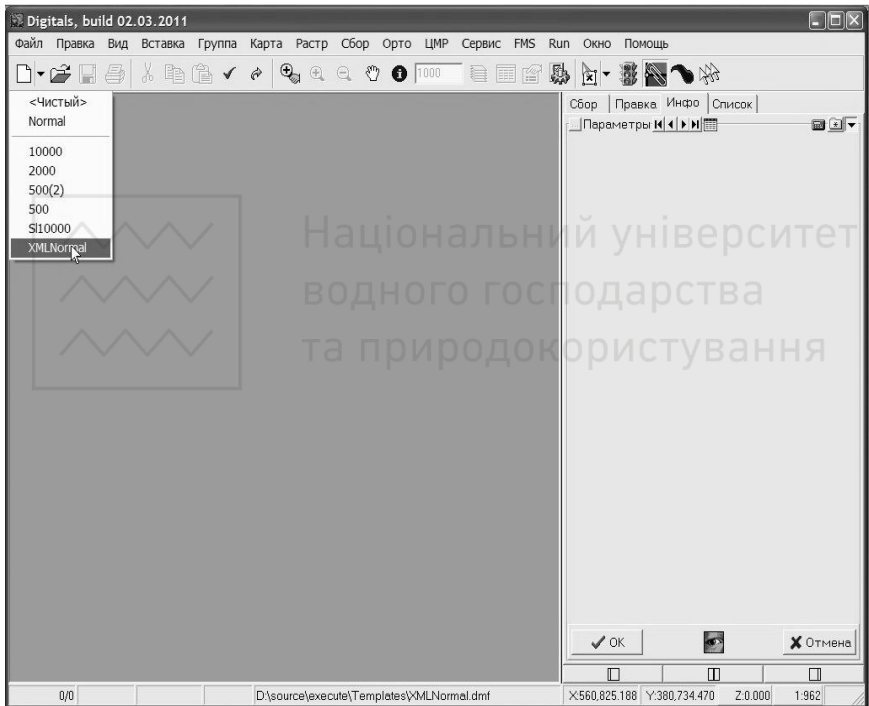 Digitals, build 02.03.2011
Файл Правка Вид Вставка Группа Карта Растр Сбор Орто ЦМР Сервис FMS Run Окно Помощь
1000
<Чистый>
Normal
10000
2000
500(2)
500
Sl10000
XMLNormal
Сбор Правка Инфо Список
Параметры
Національний університет
водного господарства
та природокористування
OK
Отмена
0/0 D:\source\execute\Templates\XMLNormal.dmf X:560,825.188 Y:380,734.470 Z:0.000 1:962